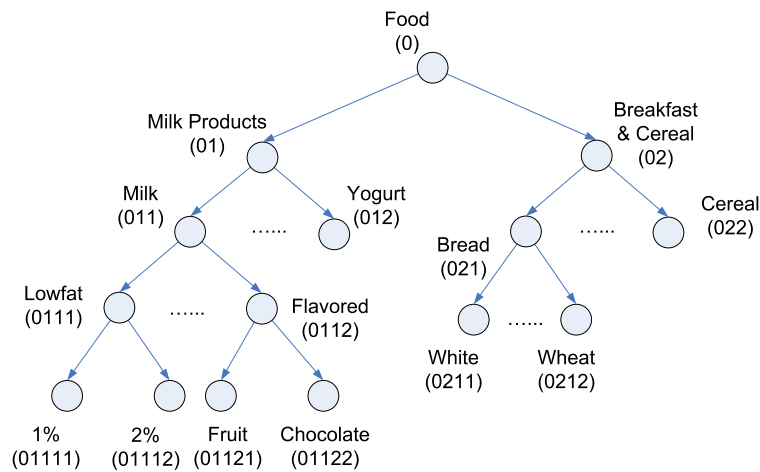 Food
(0)
Milk Products
(01)
Breakfast
& Cereal
(02)
Milk
(011)
......
Yogurt
(012)
Bread
(021)
......
Cereal
(022)
Lowfat
(0111)
......
Flavored
(0112)
......
White
(0211)
Wheat
(0212)
1%
(01111)
2%
(01112)
Fruit
(01121)
Chocolate
(01122)